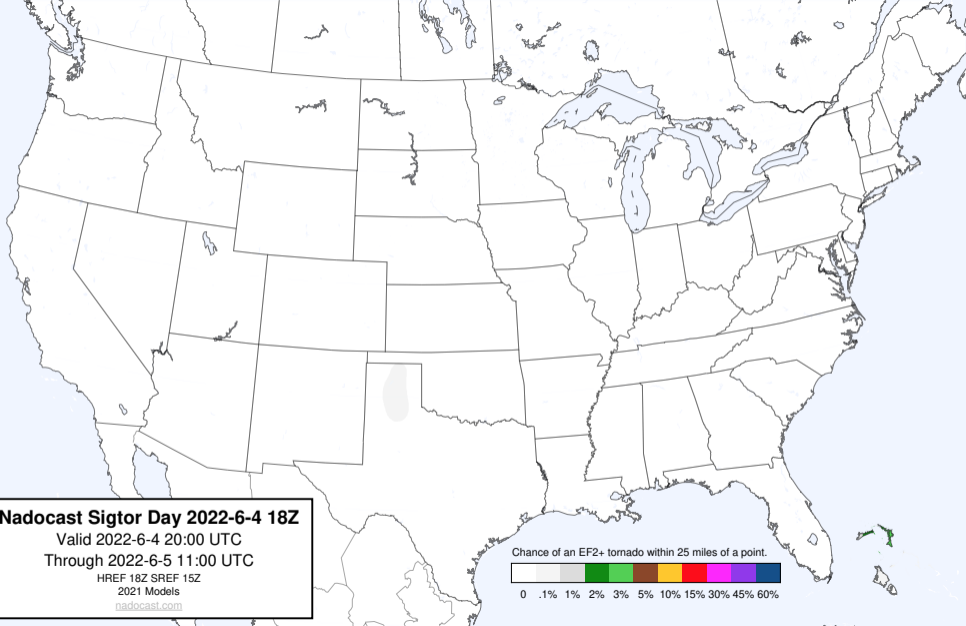 Nadocast Sigtor Day 2022-6-4 18Z
Valid 2022-6-4 20:00 UTC
Through 2022-6-5 11:00 UTC
HREF 18Z SREF 15Z
2021 Models
nadocast.com
Chance of an EF2+ tornado within 25 miles of a point.
0 .1% 1% 2% 3% 5% 10% 15% 30% 45% 60%